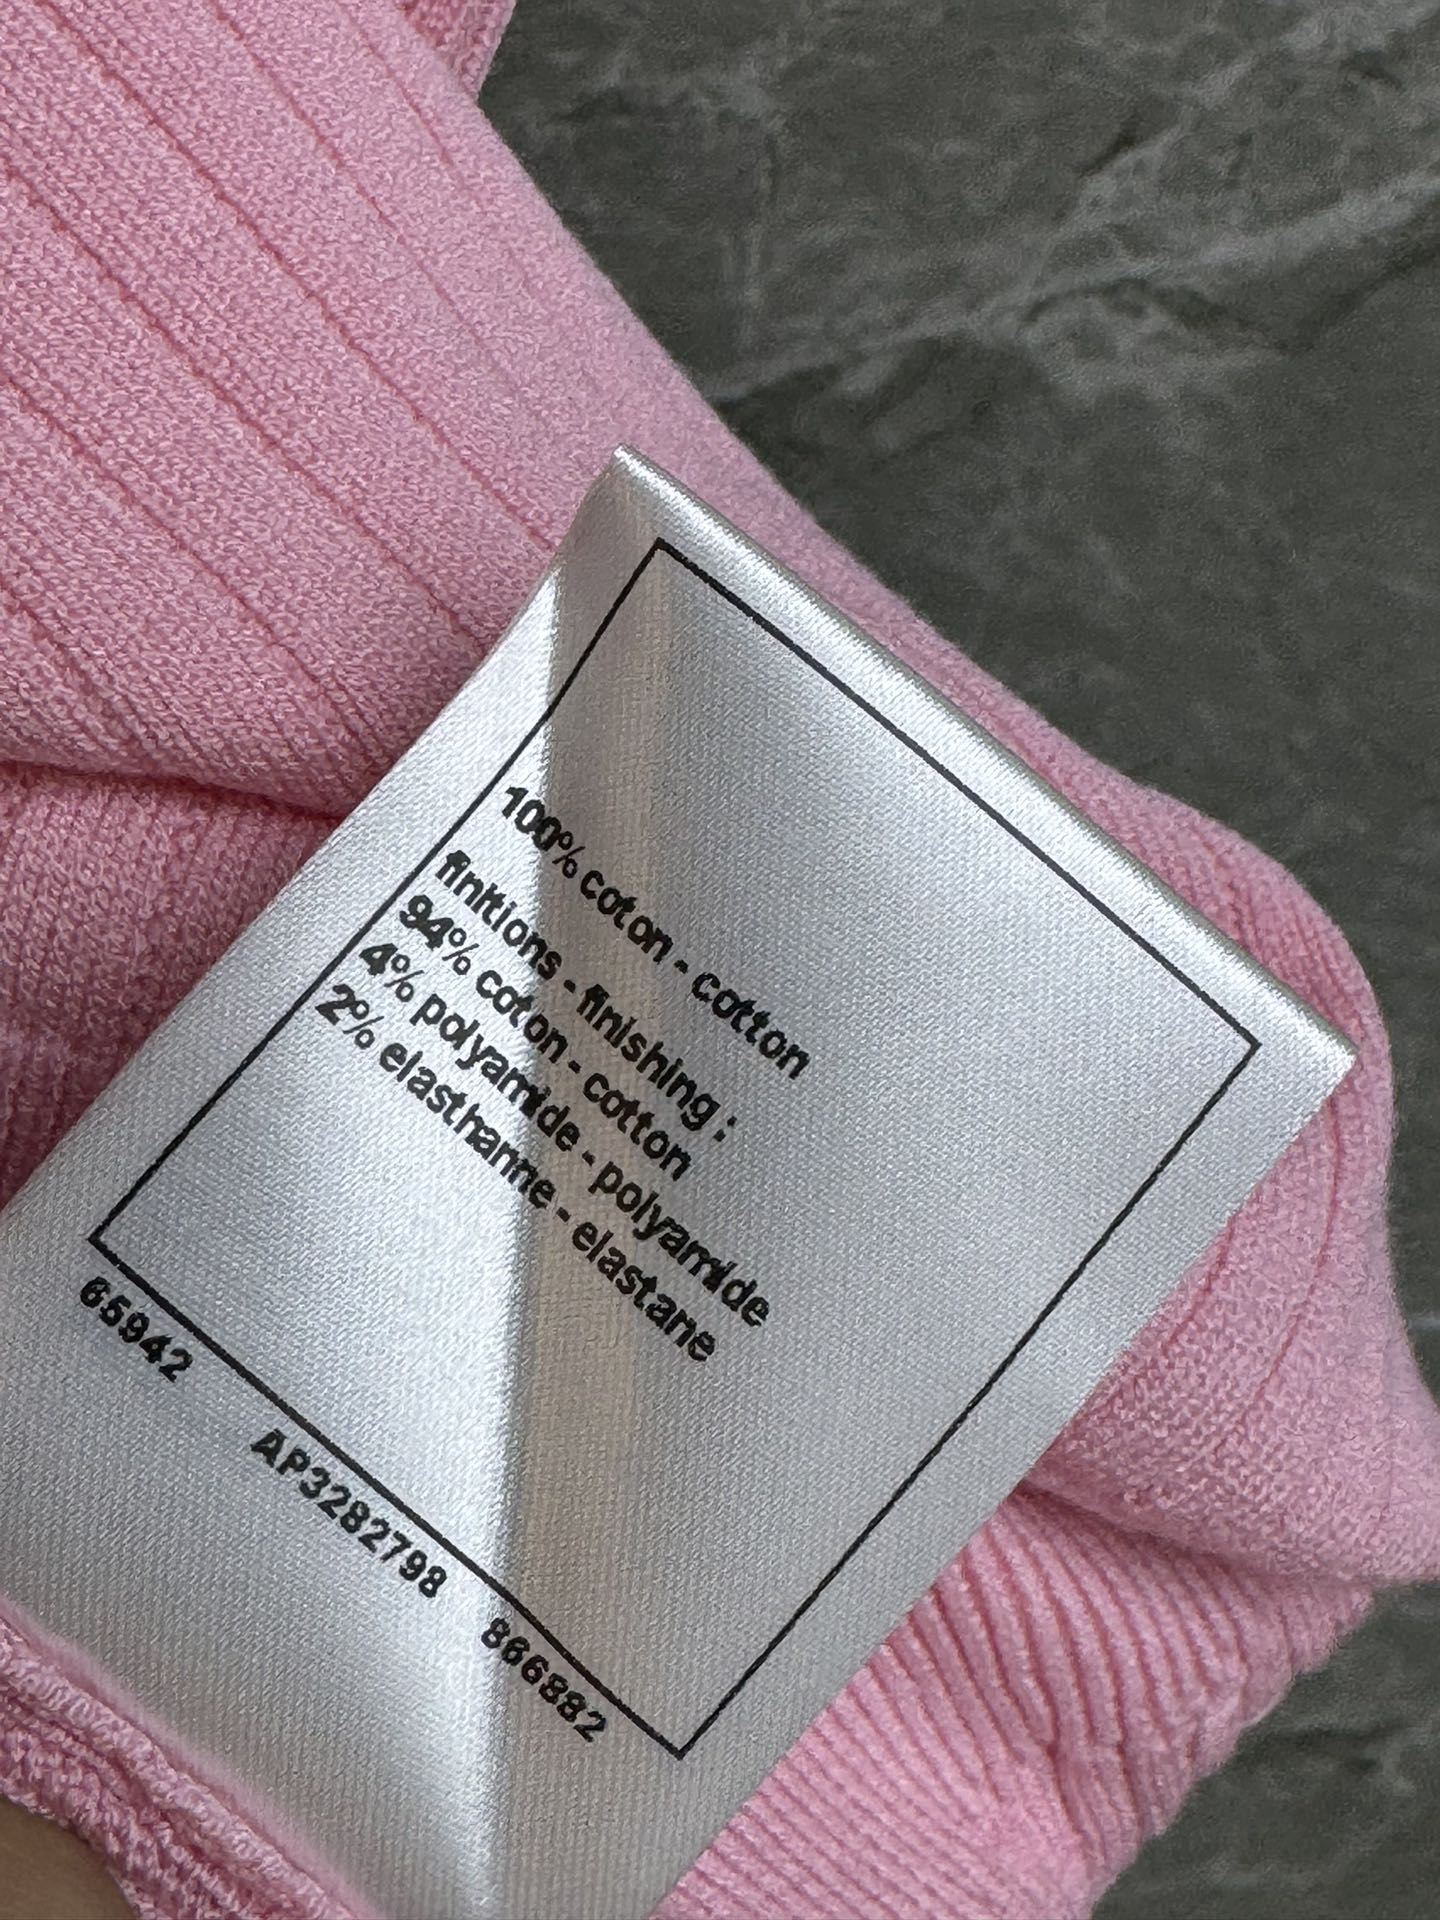 100% coton - cotton
finitions - finishing :
94% coton - cotton
4% polyamide - polyamide
2% elasthanne - elastane
65942 AP3282798 866882